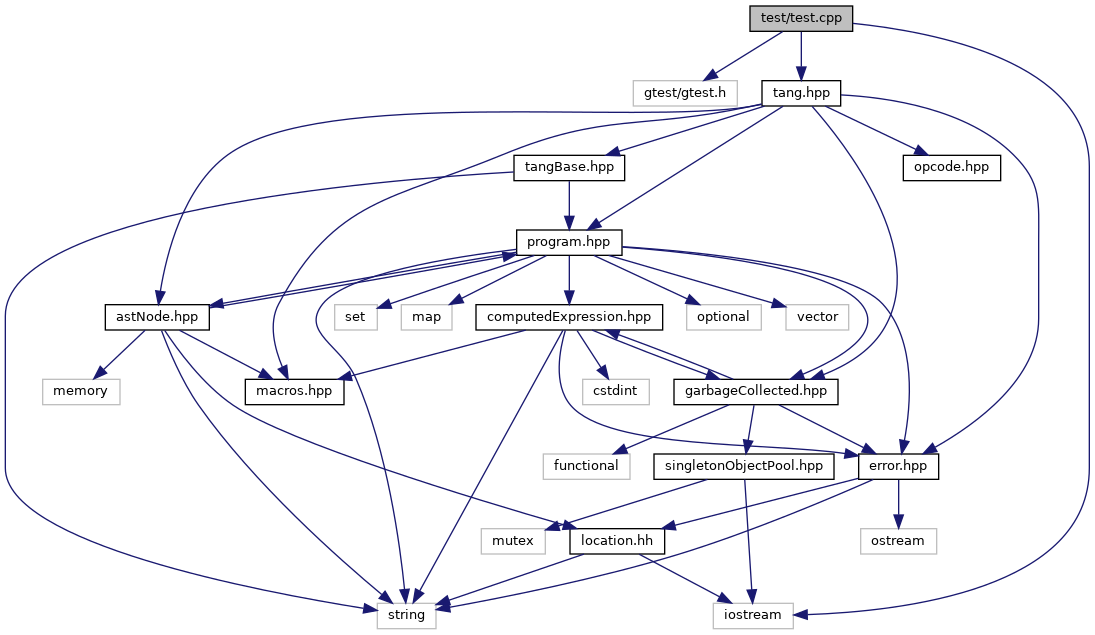 test/test.cpp
gtest/gtest.h
tang.hpp
tangBase.hpp
opcode.hpp
program.hpp
astNode.hpp
set
map
computedExpression.hpp
optional
vector
memory
macros.hpp
cstdint
garbageCollected.hpp
functional
singletonObjectPool.hpp
error.hpp
mutex
location.hh
ostream
string
iostream